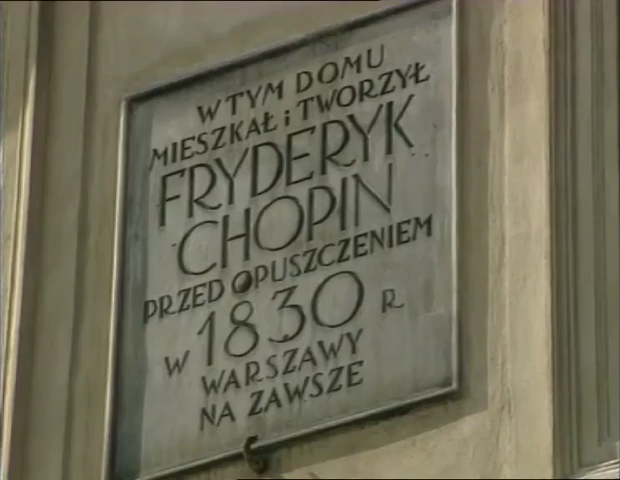 W TYM DOMU
MIESZKAŁ i TWORZYŁ
FRYDERYK
CHOPIN
PRZED OPUSZCZENIEM
W 1830 R
WARSZAWY
NA ZAWSZE